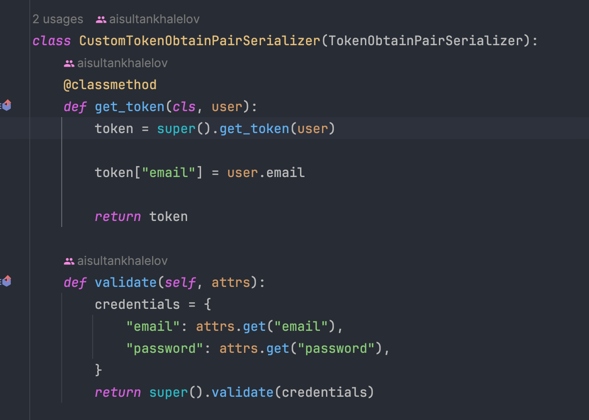 2 usages aisultankhalelov
class CustomTokenObtainPairSerializer(TokenObtainPairSerializer):
aisultankhalelov
@classmethod
def get_token(cls, user):
token = super().get_token(user)
token["email"] = user.email
return token
aisultankhalelov
def validate(self, attrs):
credentials = {
"email": attrs.get("email"),
"password": attrs.get("password"),
}
return super().validate(credentials)